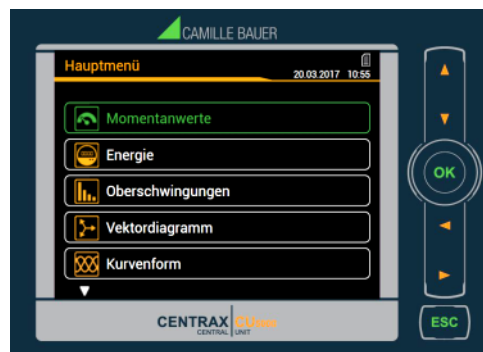 CAMILLE BAUER
Hauptmenü
20.03.2017 10:55
Momentanwerte
Energie
Oberschwingungen
Vektordiagramm
Kurvenform
OK
CENTRAX
CENTRAL UNIT
ESC